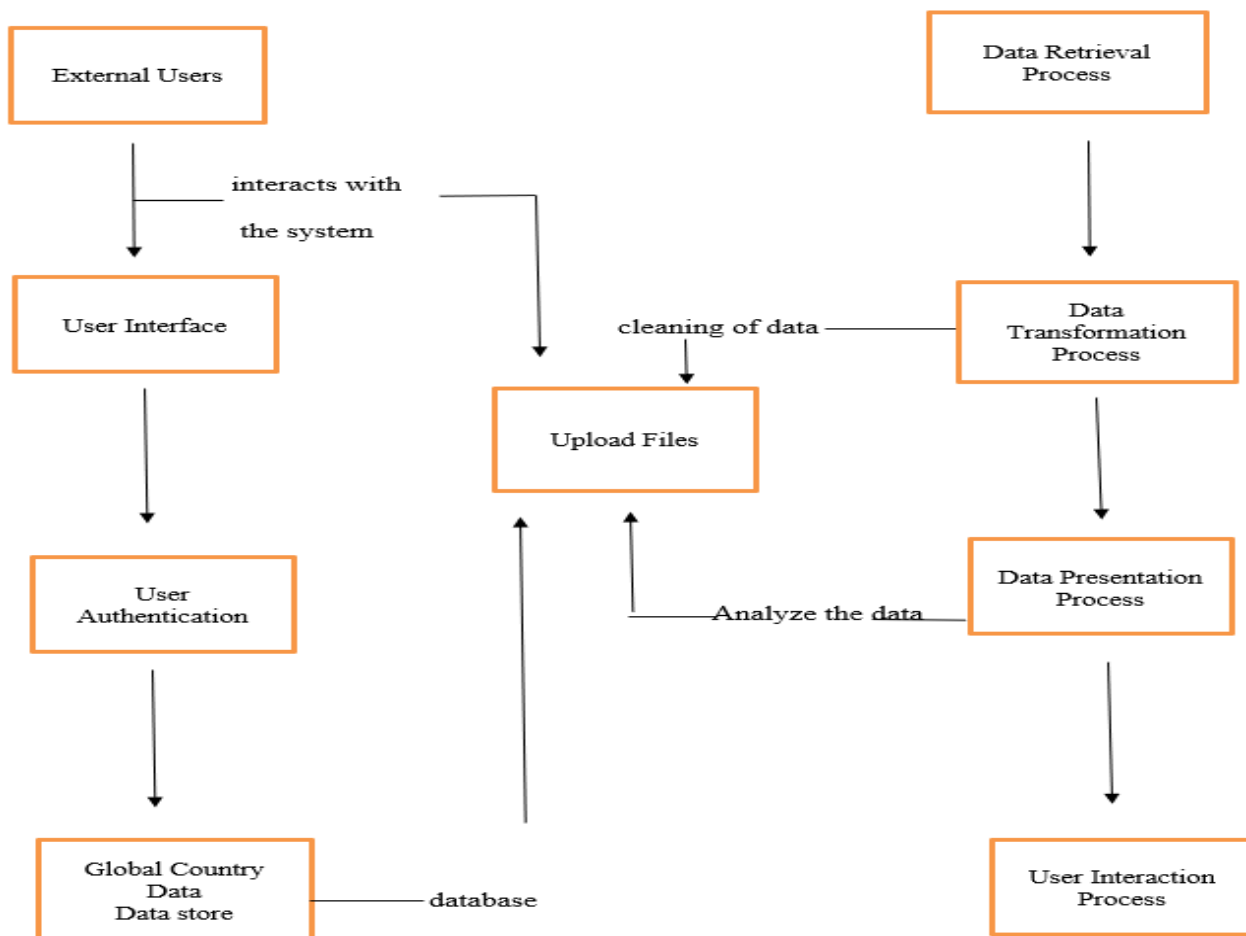 External Users
Data Retrieval
Process
interacts with
the system
User Interface
cleaning of data
Data
Transformation
Process
Upload Files
User
Authentication
Analyze the data
Data Presentation
Process
Global Country
Data
Data store
database
User Interaction
Process